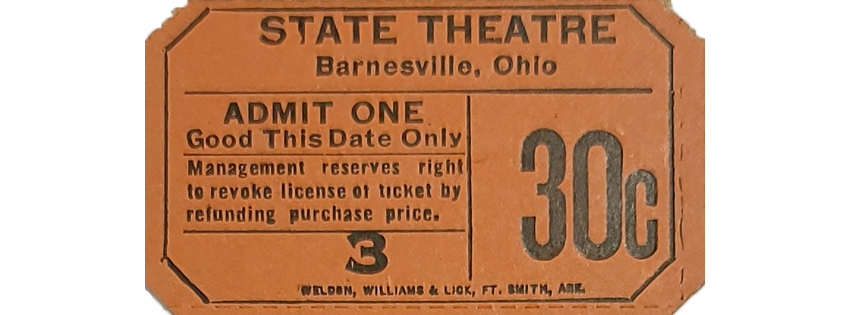 STATE THEATRE
Barnesville, Ohio
ADMIT ONE
Good This Date Only
Management reserves right
to revoke license of ticket by
refunding purchase price.
3
30c
WELDON, WILLIAMS & LICK, FT. SMITH, ARK.